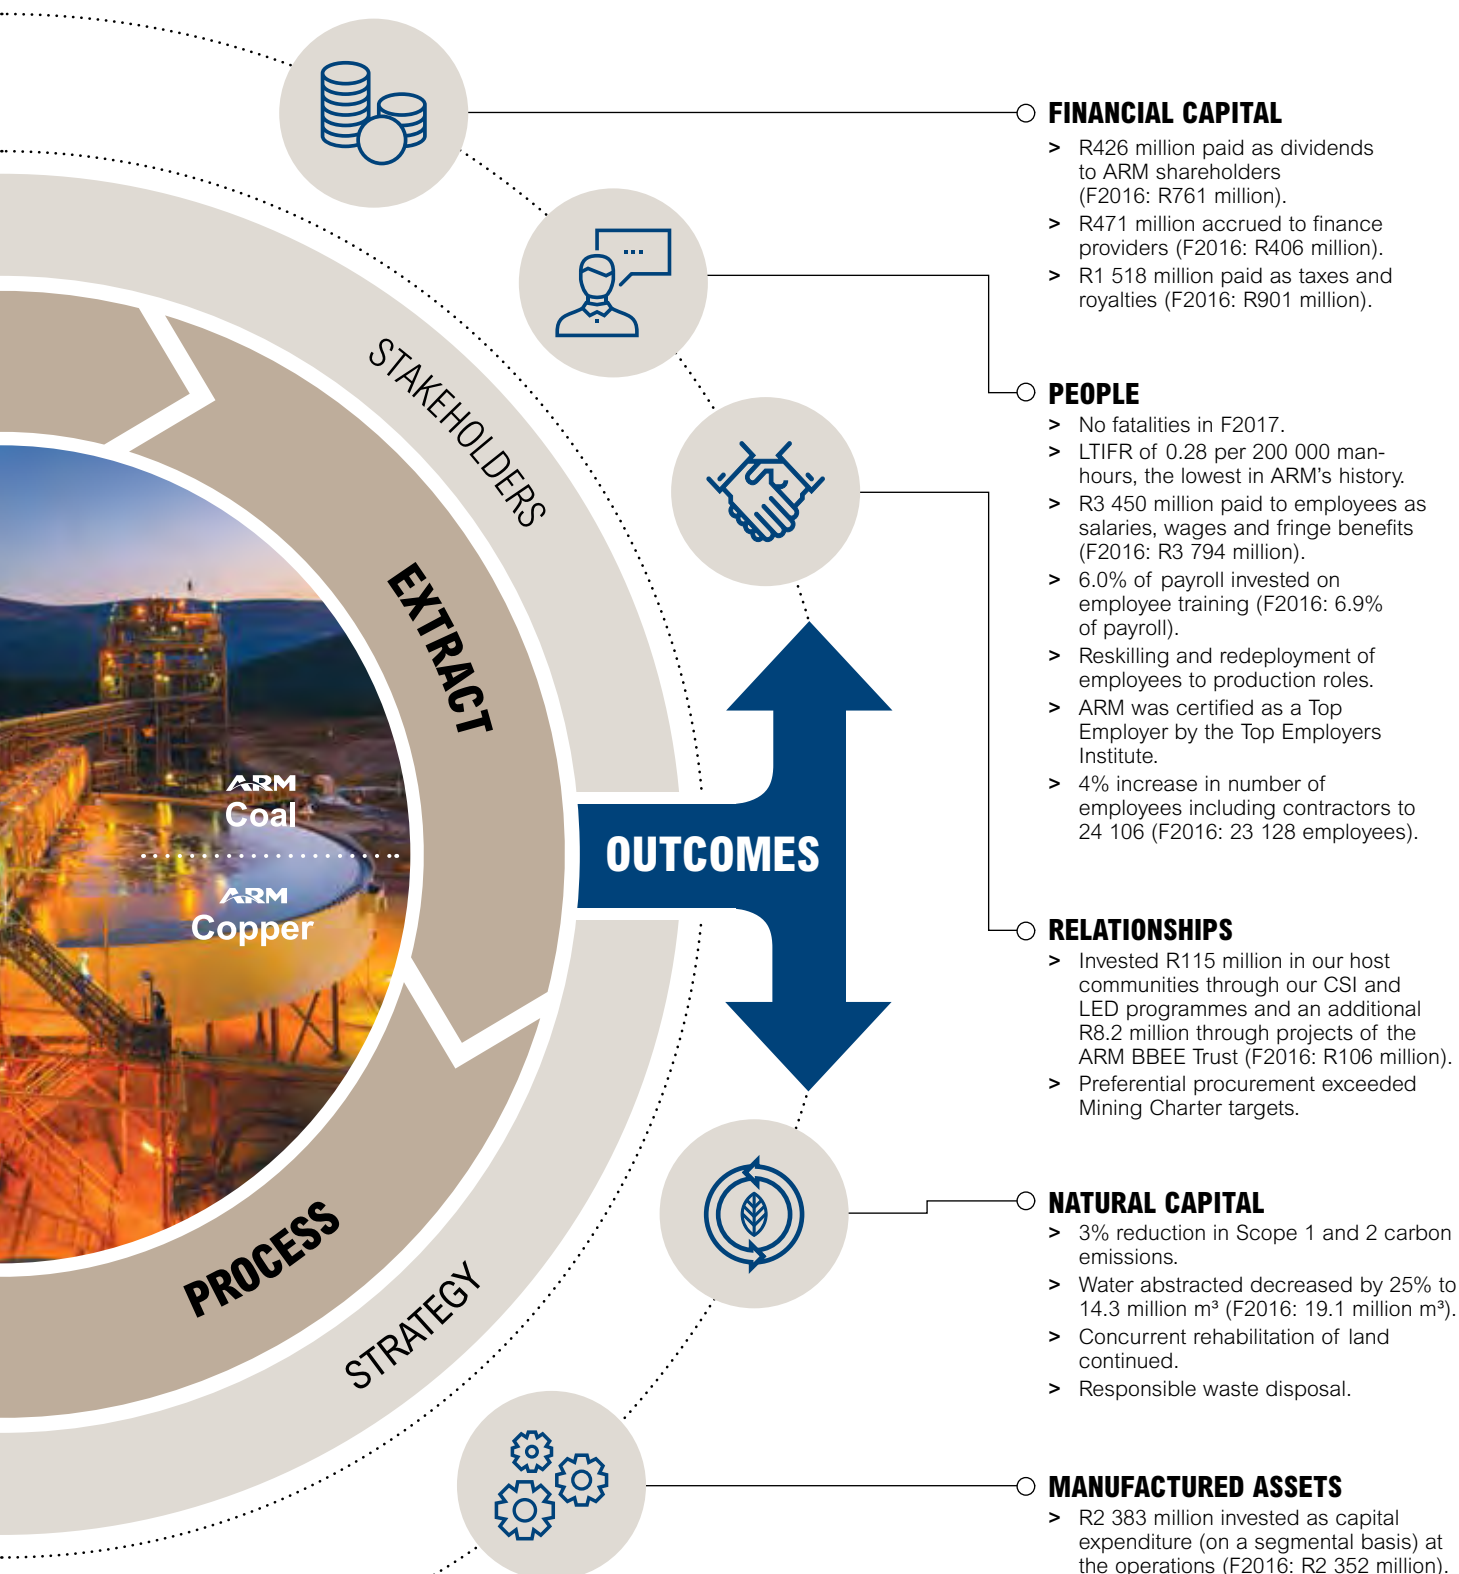 FINANCIAL CAPITAL
> R426 million paid as dividends
to ARM shareholders
(F2016: R761 million).
> R471 million accrued to finance
providers (F2016: R406 million).
> R1 518 million paid as taxes and
royalties (F2016: R901 million).
PEOPLE
> No fatalities in F2017.
> LTIFR of 0.28 per 200 000 man-
hours, the lowest in ARM's history.
> R3 450 million paid to employees as
salaries, wages and fringe benefits
(F2016: R3 794 million).
> 6.0% of payroll invested on
employee training (F2016: 6.9%
of payroll).
> Reskilling and redeployment of
employees to production roles.
> ARM was certified as a Top
Employer by the Top Employers
Institute.
> 4% increase in number of
employees including contractors to
24 106 (F2016: 23 128 employees).
RELATIONSHIPS
> Invested R115 million in our host
communities through our CSI and
LED programmes and an additional
R8.2 million through projects of the
ARM BBEE Trust (F2016: R106 million).
> Preferential procurement exceeded
Mining Charter targets.
NATURAL CAPITAL
> 3% reduction in Scope 1 and 2 carbon
emissions.
> Water abstracted decreased by 25% to
14.3 million m³ (F2016: 19.1 million m³).
> Concurrent rehabilitation of land
continued.
> Responsible waste disposal.
MANUFACTURED ASSETS
> R2 383 million invested as capital
expenditure (on a segmental basis) at
the operations (F2016: R2 352 million).
STAKEHOLDERS
EXTRACT
ARM
Coal
ARM
Copper
OUTCOMES
PROCESS
STRATEGY